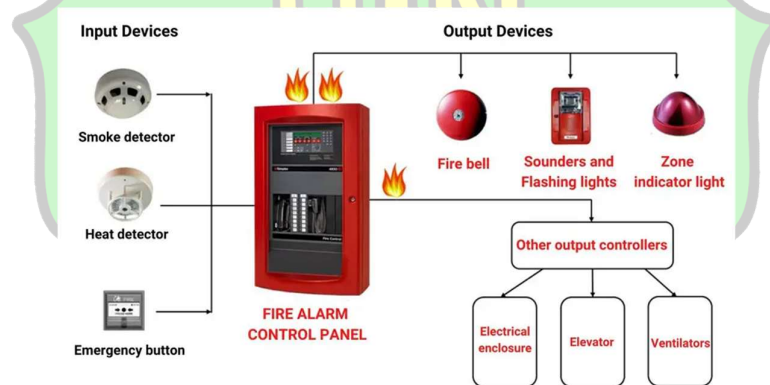 Input Devices
Output Devices
Smoke detector
Heat detector
Emergency button
FIRE ALARM
CONTROL PANEL
Fire bell
Sounders and
Flashing lights
Zone
indicator light
Other output controllers
Electrical
enclosure
Elevator
Ventilators